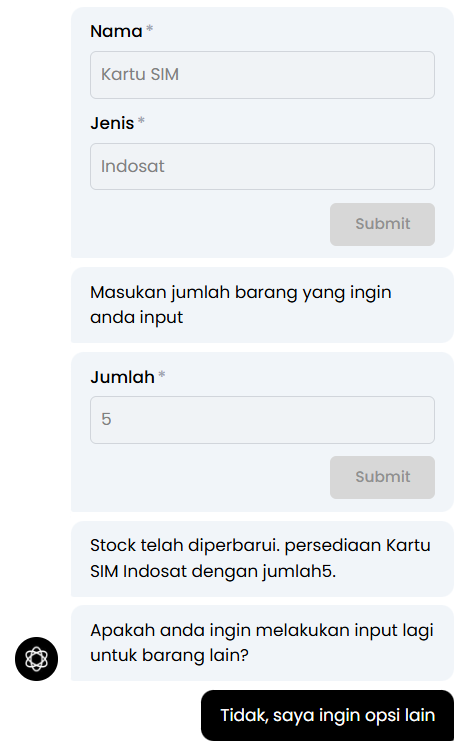 Nama *
Kartu SIM
Jenis *
Indosat
Submit
Masukan jumlah barang yang ingin
anda input
Jumlah *
5
Submit
Stock telah diperbarui. persediaan Kartu
SIM Indosat dengan jumlah5.
Apakah anda ingin melakukan input lagi
untuk barang lain?
Tidak, saya ingin opsi lain